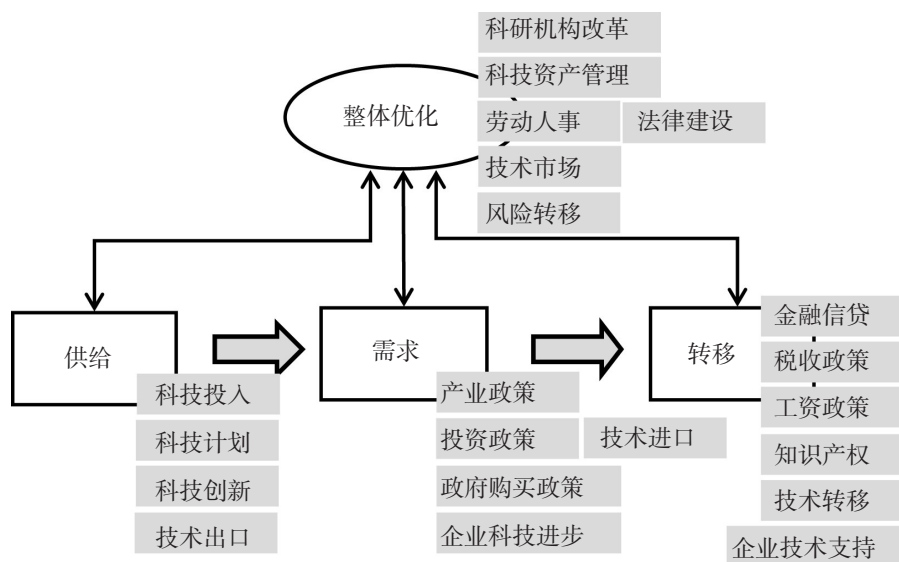 科研机构改革
科技资产管理
整体优化
劳动人事
法律建设
技术市场
风险转移
供给
需求
转移
科技投入
科技计划
科技创新
技术出口
产业政策
投资政策
技术进口
政府购买政策
企业科技进步
金融信贷
税收政策
工资政策
知识产权
技术转移
企业技术支持